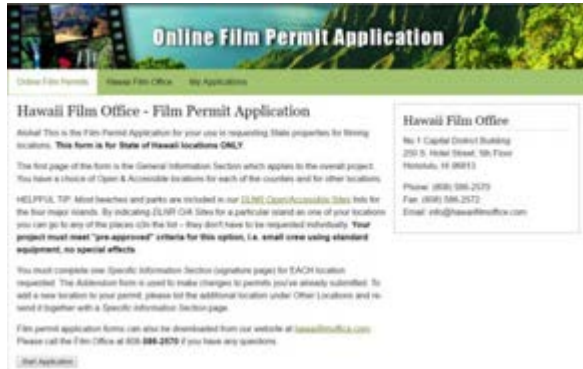 Online Film Permit Application
Online Film Permits Hawaii Film Office My Applications
Hawaii Film Office - Film Permit Application
Aloha! This is the Film Permit Application for your use in requesting State properties for filming
locations. This form is for State of Hawaii locations ONLY.
The first page of the form is the General Information Section which applies to the overall project.
You have a choice of Open & Accessible locations for each of the counties and for other locations.
HELPFUL TIP: Most beaches and parks are included in our DLNR Open/Accessible Sites lists for
the four major islands. By indicating DLNR O/A Sites for a particular island as one of your locations
you can go to any of the places on the list – they don't have to be requested individually. Your
project must meet "pre-approved" criteria for this option, i.e. small crew using standard
equipment, no special effects.
You must complete one Specific Information Section (signature page) for EACH location
requested. The Addendum form is used to make changes to permits you've already submitted. To
add a new location to your permit, please list the additional location under Other Locations and re-
send it together with a Specific Information Section page.
Film permit application forms can also be downloaded from our website at hawaiifilmoffice.com.
Please call the Film Office at 808-586-2570 if you have any questions.
Start Application
Hawaii Film Office
No. 1 Capitol District Building
250 S. Hotel Street, 5th Floor
Honolulu, HI 96813
Phone: (808) 586-2570
Fax: (808) 586-2572
Email: info@hawaiifilmoffice.com